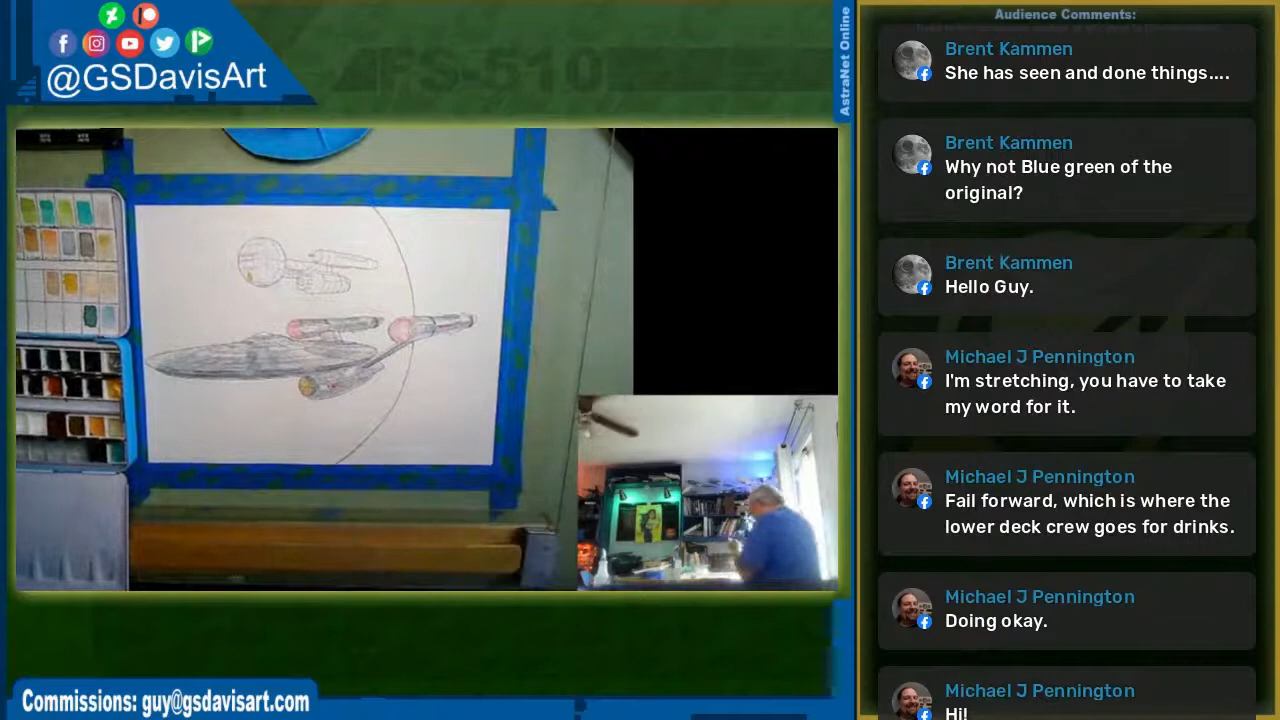 @GSDavisArt
FS-510
AstraNet Online
Audience Comments:
Brent Kammen
She has seen and done things....
Brent Kammen
Why not Blue green of the
original?
Brent Kammen
Hello Guy.
Michael J Pennington
I'm stretching, you have to take
my word for it.
Michael J Pennington
Fail forward, which is where the
lower deck crew goes for drinks.
Michael J Pennington
Doing okay.
Michael J Pennington
Hi!
Commissions: guy@gsdavisart.com